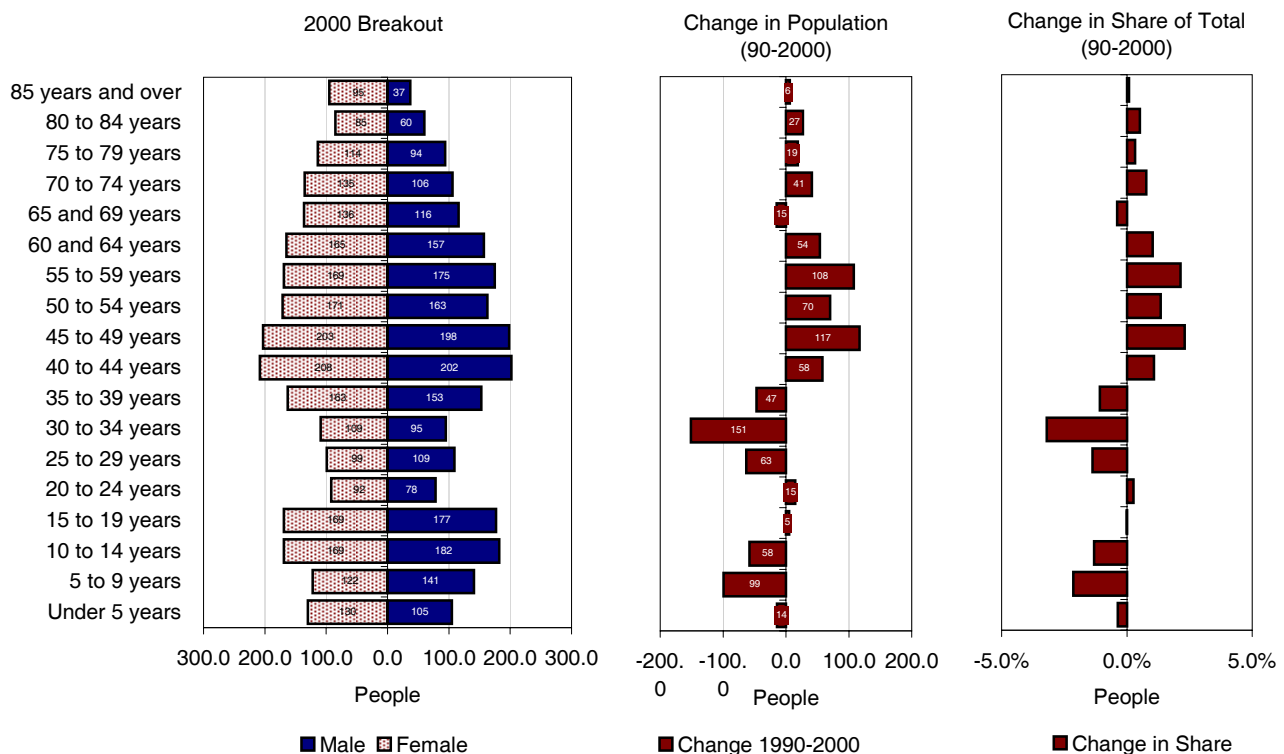 2000 Breakout
Change in Population
(90-2000)
Change in Share of Total
(90-2000)
85 years and over 95 37 6
80 to 84 years 85 60 27
75 to 79 years 114 94 19
70 to 74 years 135 106 41
65 and 69 years 136 116 15
60 and 64 years 165 157 54
55 to 59 years 169 175 108
50 to 54 years 171 163 70
45 to 49 years 203 198 117
40 to 44 years 208 202 58
35 to 39 years 163 153 47
30 to 34 years 109 95 151
25 to 29 years 99 109 63
20 to 24 years 92 78 15
15 to 19 years 169 177 5
10 to 14 years 169 182 58
5 to 9 years 122 141 99
Under 5 years 130 105 14
300.0 200.0 100.0 0.0 100.0 200.0 300.0
-200.0 -100.0 0.0 100.0 200.0
-5.0% 0.0% 5.0%
People
People
Male Female
Change 1990-2000
Change in Share